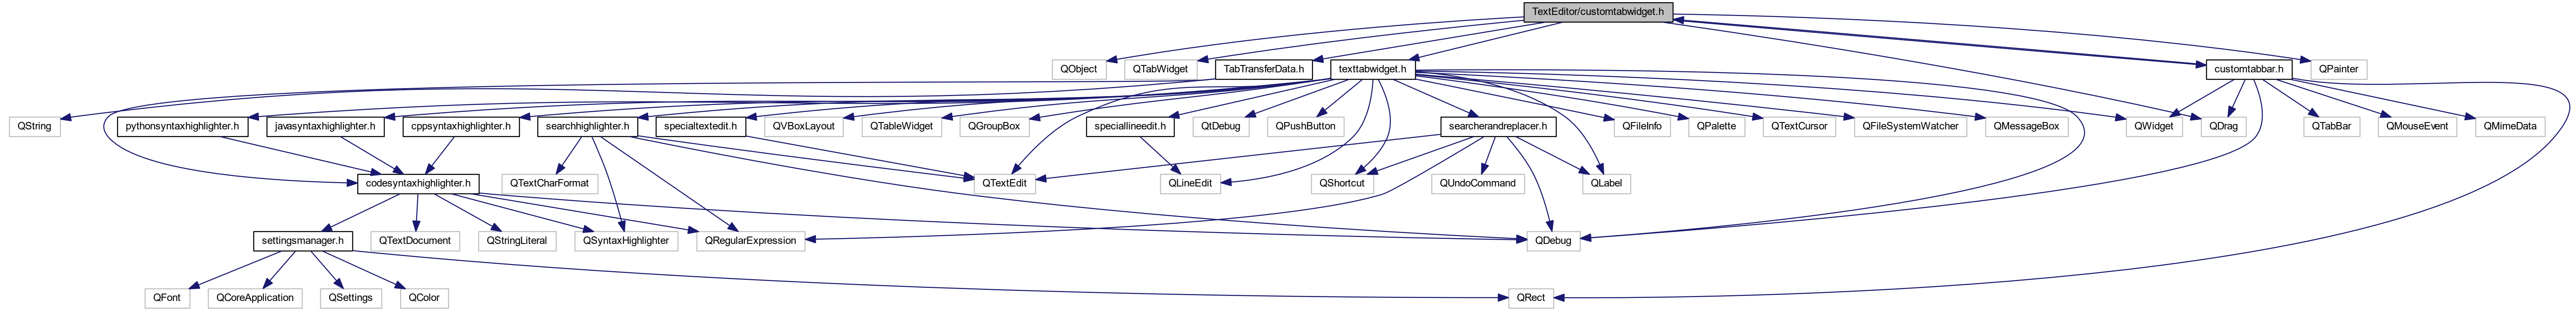 TextEditor/customtabwidget.h
QObject
QTabWidget
TabTransferData.h
texttabwidget.h
customtabbar.h
QPainter
QString
pythonsyntaxhighlighter.h
javasyntaxhighlighter.h
cppsyntaxhighlighter.h
searchhighlighter.h
specialtextedit.h
QVBoxLayout
QTableWidget
QGroupBox
speciallineedit.h
QtDebug
QPushButton
searcherandreplacer.h
QFileInfo
QPalette
QTextCursor
QFileSystemWatcher
QMessageBox
QWidget
QDrag
QTabBar
QMouseEvent
QMimeData
codesyntaxhighlighter.h
QTextCharFormat
QTextEdit
QLineEdit
QShortcut
QUndoCommand
QLabel
settingsmanager.h
QTextDocument
QStringLiteral
QSyntaxHighlighter
QRegularExpression
QDebug
QFont
QCoreApplication
QSettings
QColor
QRect